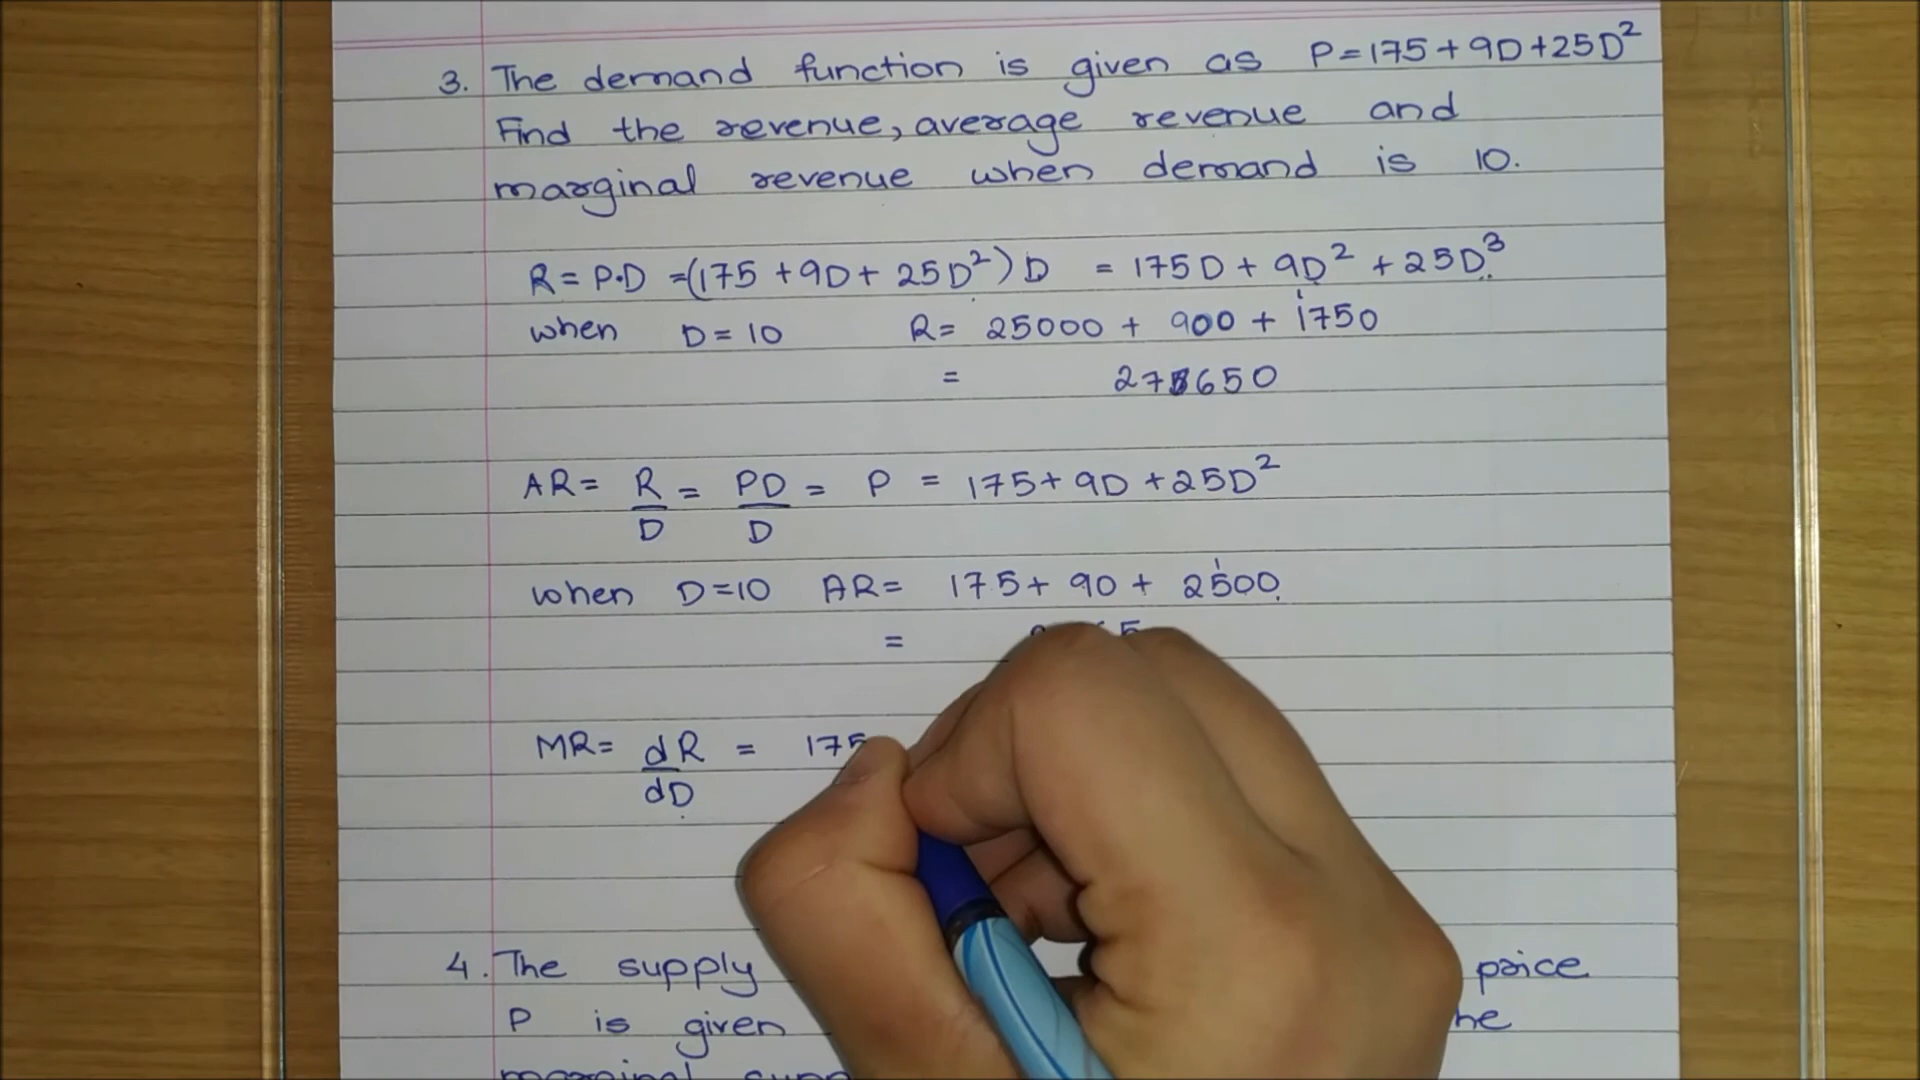 3. The demand function is given as P=175+9D+25D²
Find the revenue, average revenue and
marginal revenue when demand is 10.
R= P·D =(175 +9D+ 25D²) D = 175D + 9D² +25D³
when D=10 R= 25000 + 900 + 1750
= 27650
AR= R/D = PD/D = P = 175+ 9D +25D²
when D=10 AR= 175+ 90 + 2500
=
MR= dR/dD = 175
4. The supply price
P is given